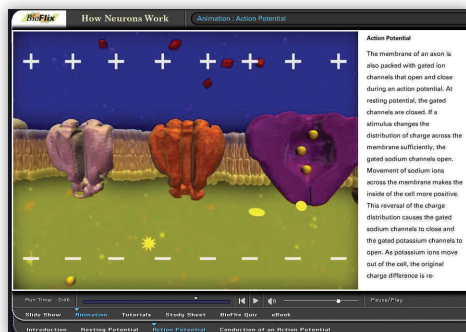 BioFlix How Neurons Work Animation : Action Potential
Action Potential
The membrane of an axon is
also packed with gated ion
channels that open and close
during an action potential. At
resting potential, the gated
channels are closed. If a
stimulus changes the
distribution of charge across the
membrane sufficiently, the
gated sodium channels open.
Movement of sodium ions
across the membrane makes the
inside of the cell more positive.
This reversal of the charge
distribution causes the gated
sodium channels to close and
the gated potassium channels to
open. As potassium ions move
out of the cell, the original
charge difference is re-
+ + + + + + + +
Run Time: 0:45 Pause/Play
Slide Show Animation Tutorials Study Sheet BioFlix Quiz eBook
Introduction Resting Potential Action Potential Conduction of an Action Potential